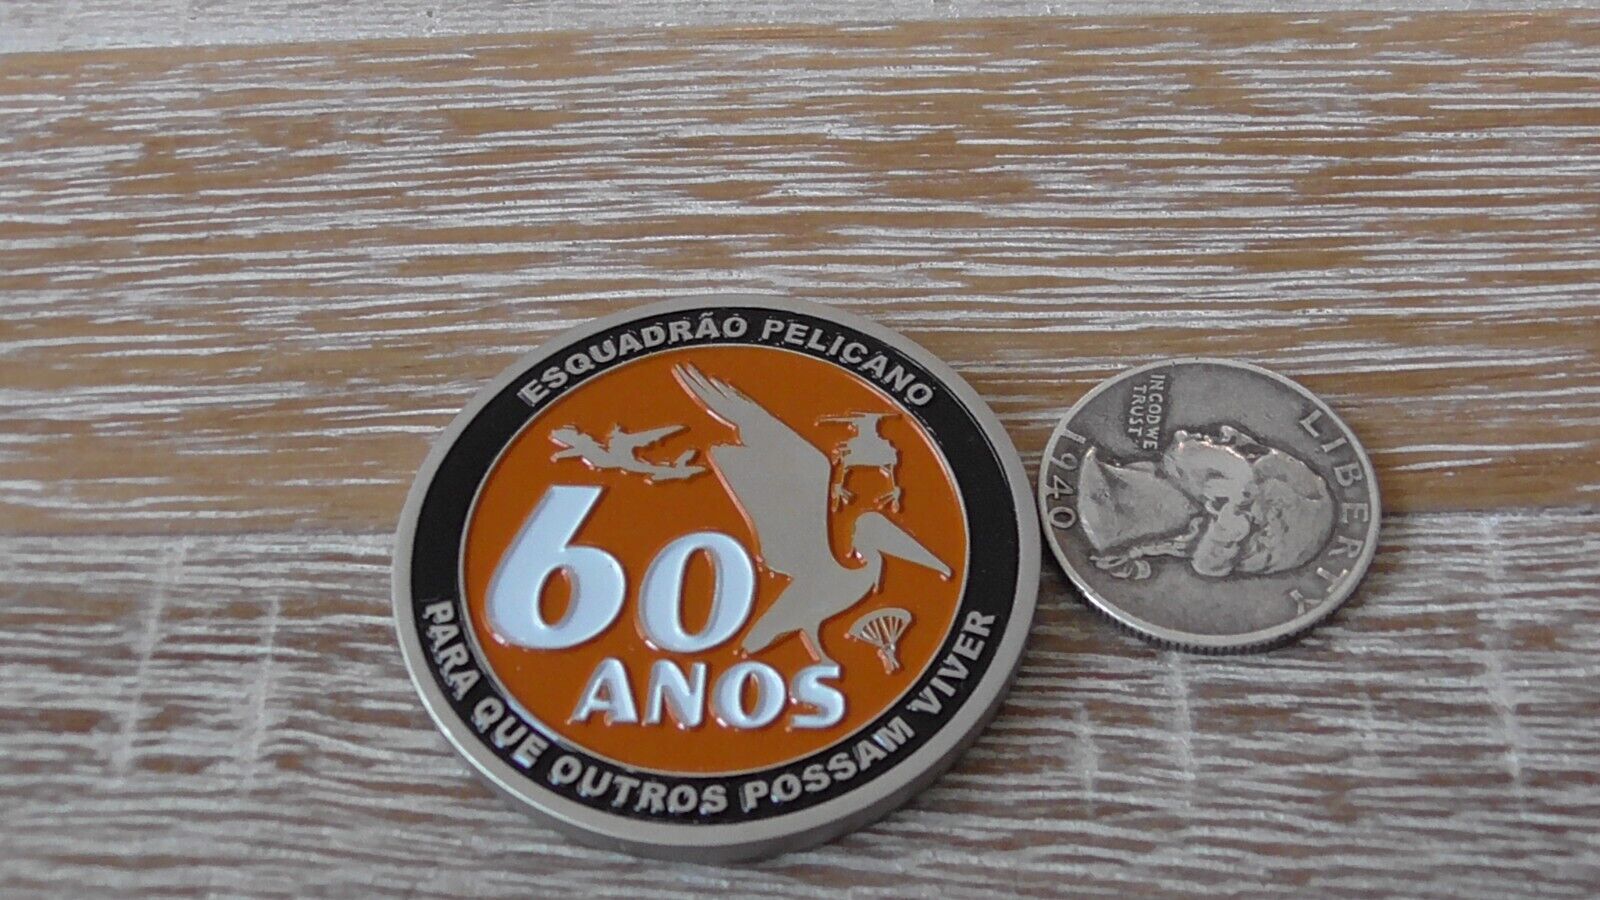 ESQUADRÃO PELICANO
60
ANOS
PARA QUE OUTROS POSSAM VIVER
LIBERTY
IN GOD WE
TRUST
1940